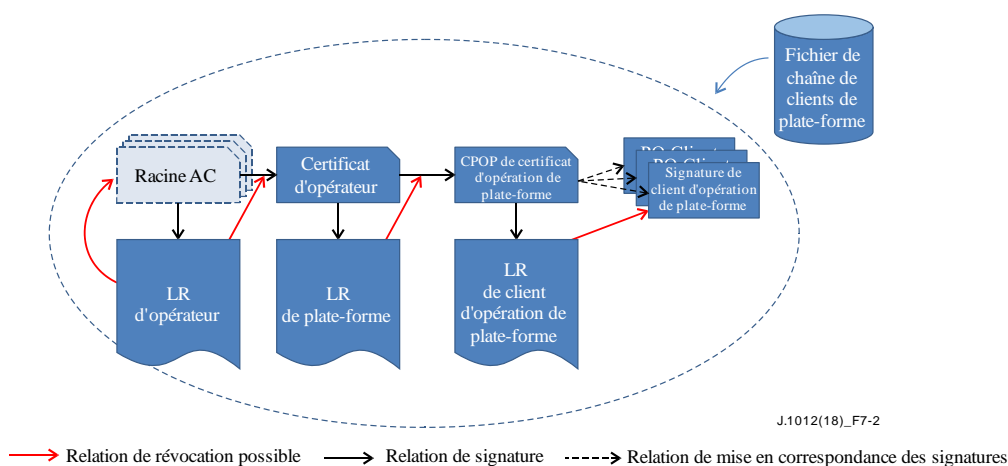 Fichier de
chaîne de
clients de
plate-forme
Racine AC
Certificat
d'opérateur
CPOP de certificat
d'opération de
plate-forme
Signature de
client d'opération
de plate-forme
LR
d'opérateur
LR
de plate-forme
LR
de client
d'opération de
plate-forme
J.1012(18)_F7-2
Relation de révocation possible
Relation de signature
Relation de mise en correspondance des signatures